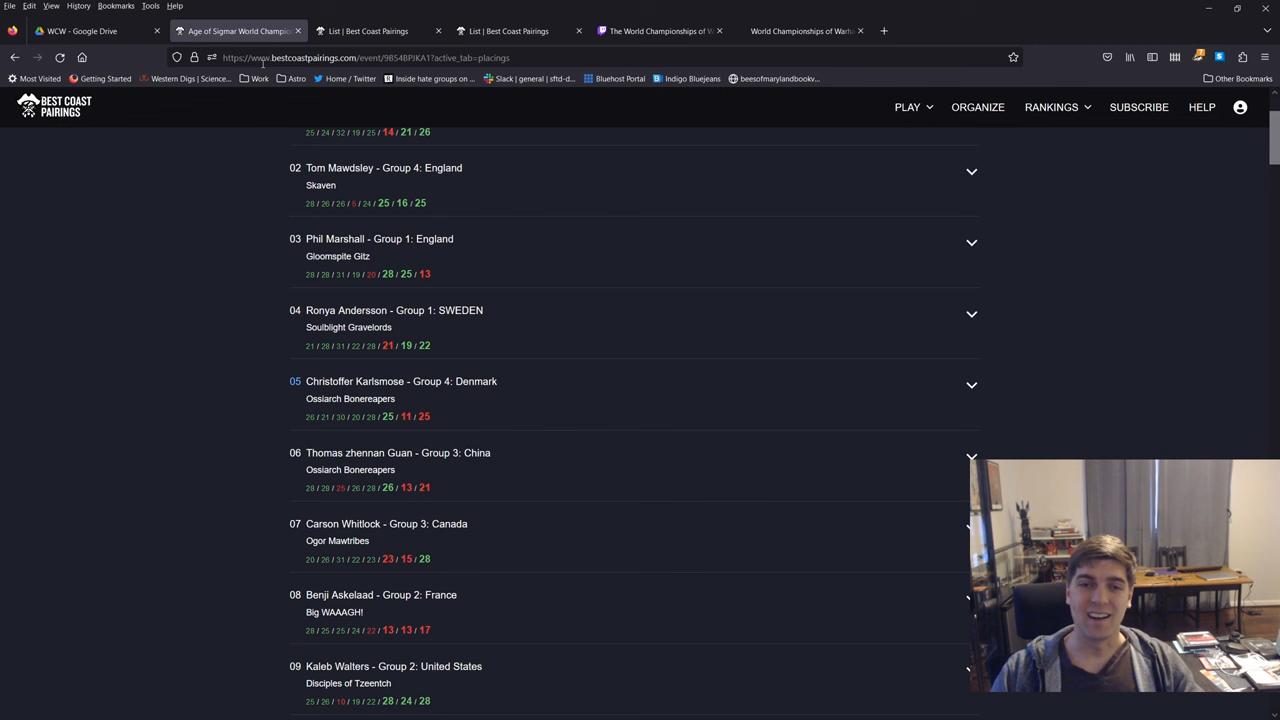 File Edit View History Bookmarks Tools Help
WCW - Google Drive
Age of Sigmar World Champio
List | Best Coast Pairings
List | Best Coast Pairings
The World Championships of W
World Championships of Warha
https://www.bestcoastpairings.com/event/9B54BPJKA1?active_tab=placings
Most Visited Getting Started Western Digs | Science... Work Astro Home / Twitter Inside hate groups on ... Slack | general | sftd-d... Bluehost Portal Indigo Bluejeans beesofmarylandbookv... Other Bookmarks
BEST COAST
PAIRINGS
PLAY ORGANIZE RANKINGS SUBSCRIBE HELP
25 / 24 / 32 / 19 / 25 / 14 / 21 / 26
02 Tom Mawdsley - Group 4: England
Skaven
28 / 26 / 26 / 5 / 24 / 25 / 16 / 25
03 Phil Marshall - Group 1: England
Gloomspite Gitz
28 / 28 / 31 / 19 / 20 / 28 / 25 / 13
04 Ronya Andersson - Group 1: SWEDEN
Soulblight Gravelords
21 / 28 / 31 / 22 / 28 / 21 / 19 / 22
05 Christoffer Karlsmose - Group 4: Denmark
Ossiarch Bonereapers
26 / 21 / 30 / 20 / 28 / 25 / 11 / 25
06 Thomas zhennan Guan - Group 3: China
Ossiarch Bonereapers
28 / 28 / 25 / 26 / 28 / 26 / 13 / 21
07 Carson Whitlock - Group 3: Canada
Ogor Mawtribes
20 / 26 / 31 / 22 / 23 / 23 / 15 / 28
08 Benji Askelaad - Group 2: France
Big WAAAGH!
28 / 25 / 25 / 24 / 22 / 13 / 13 / 17
09 Kaleb Walters - Group 2: United States
Disciples of Tzeentch
25 / 26 / 10 / 19 / 22 / 28 / 24 / 28